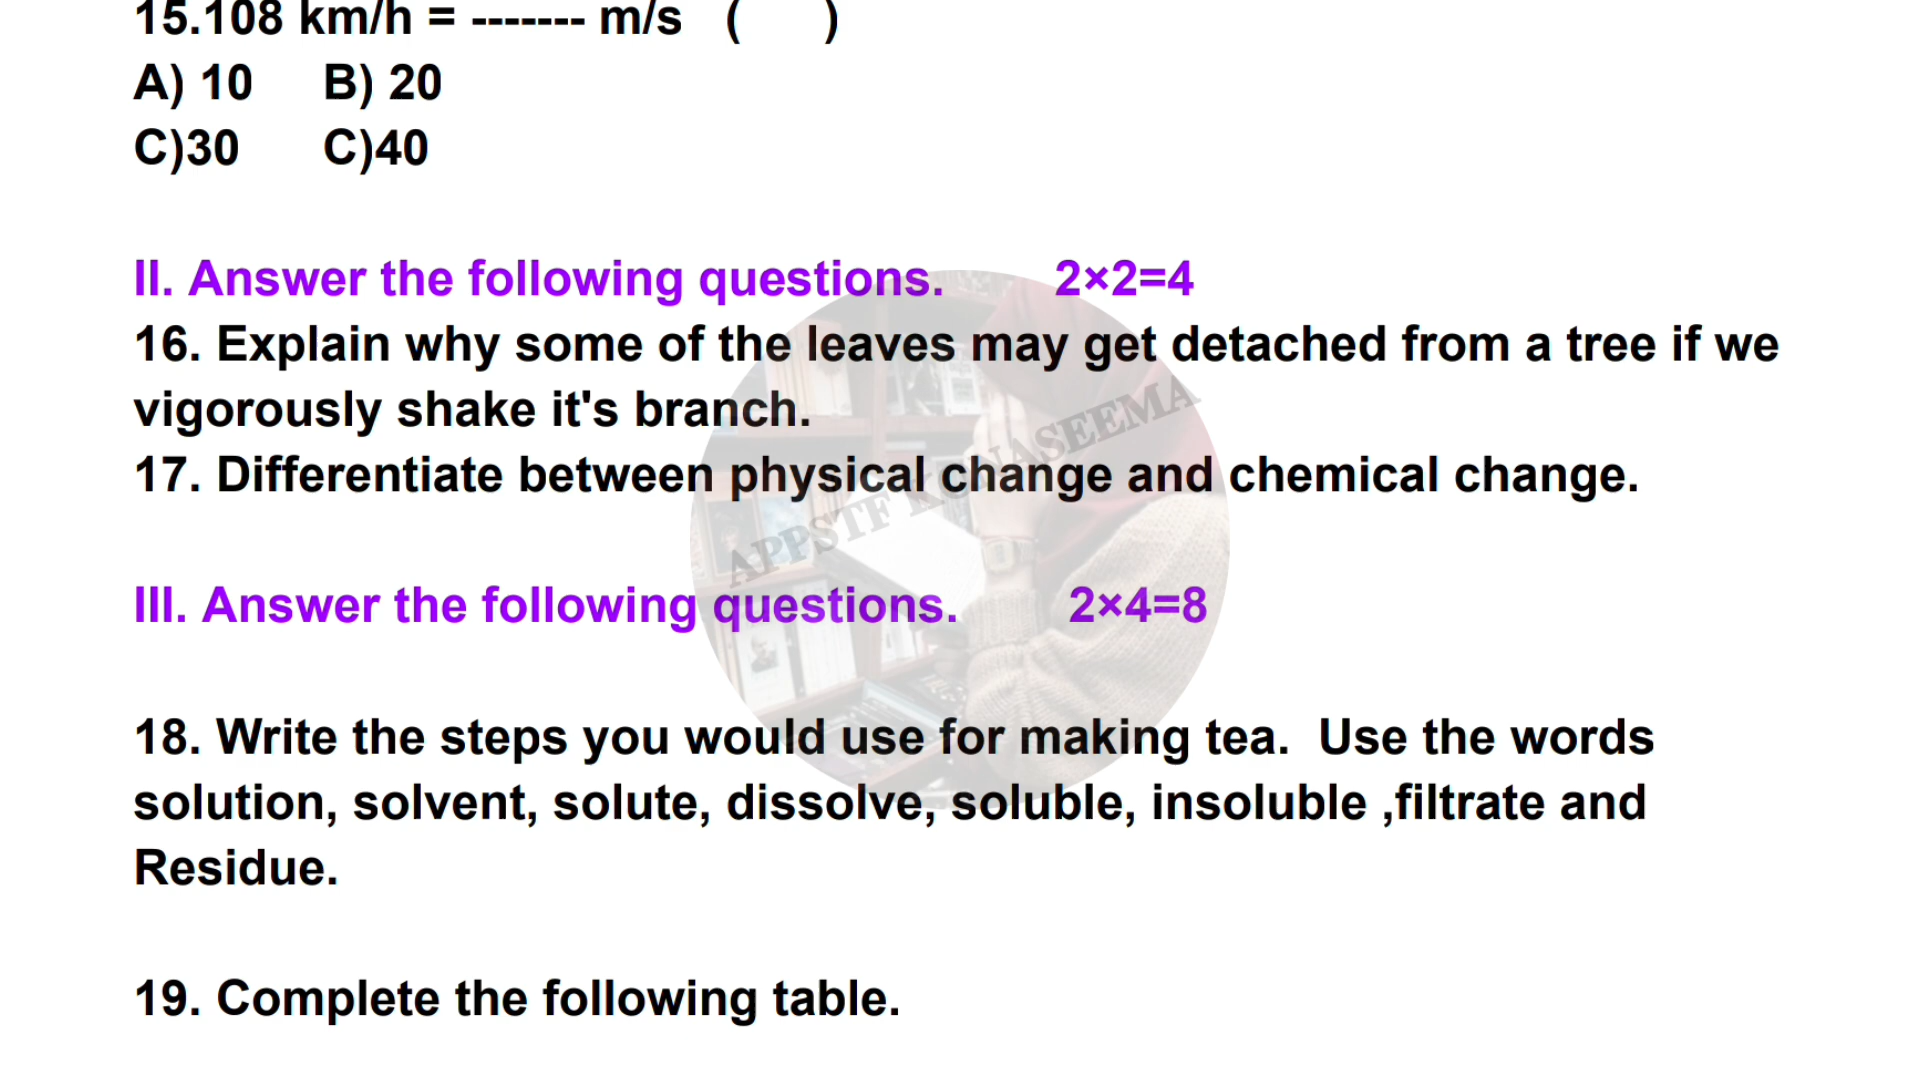 15.108 km/h = ------- m/s ( )
A) 10 B) 20
C)30 C)40
II. Answer the following questions. 2×2=4
16. Explain why some of the leaves may get detached from a tree if we
vigorously shake it's branch.
17. Differentiate between physical change and chemical change.
APPSTF KONASEEMA
III. Answer the following questions. 2×4=8
18. Write the steps you would use for making tea. Use the words
solution, solvent, solute, dissolve, soluble, insoluble ,filtrate and
Residue.
19. Complete the following table.